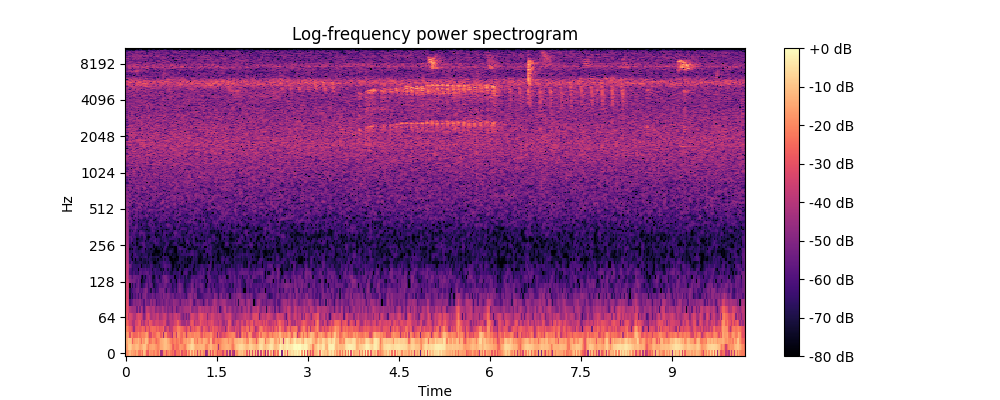 Log-frequency power spectrogram
Hz
8192
4096
2048
1024
512
256
128
64
0
0 1.5 3 4.5 6 7.5 9
Time
+0 dB
-10 dB
-20 dB
-30 dB
-40 dB
-50 dB
-60 dB
-70 dB
-80 dB